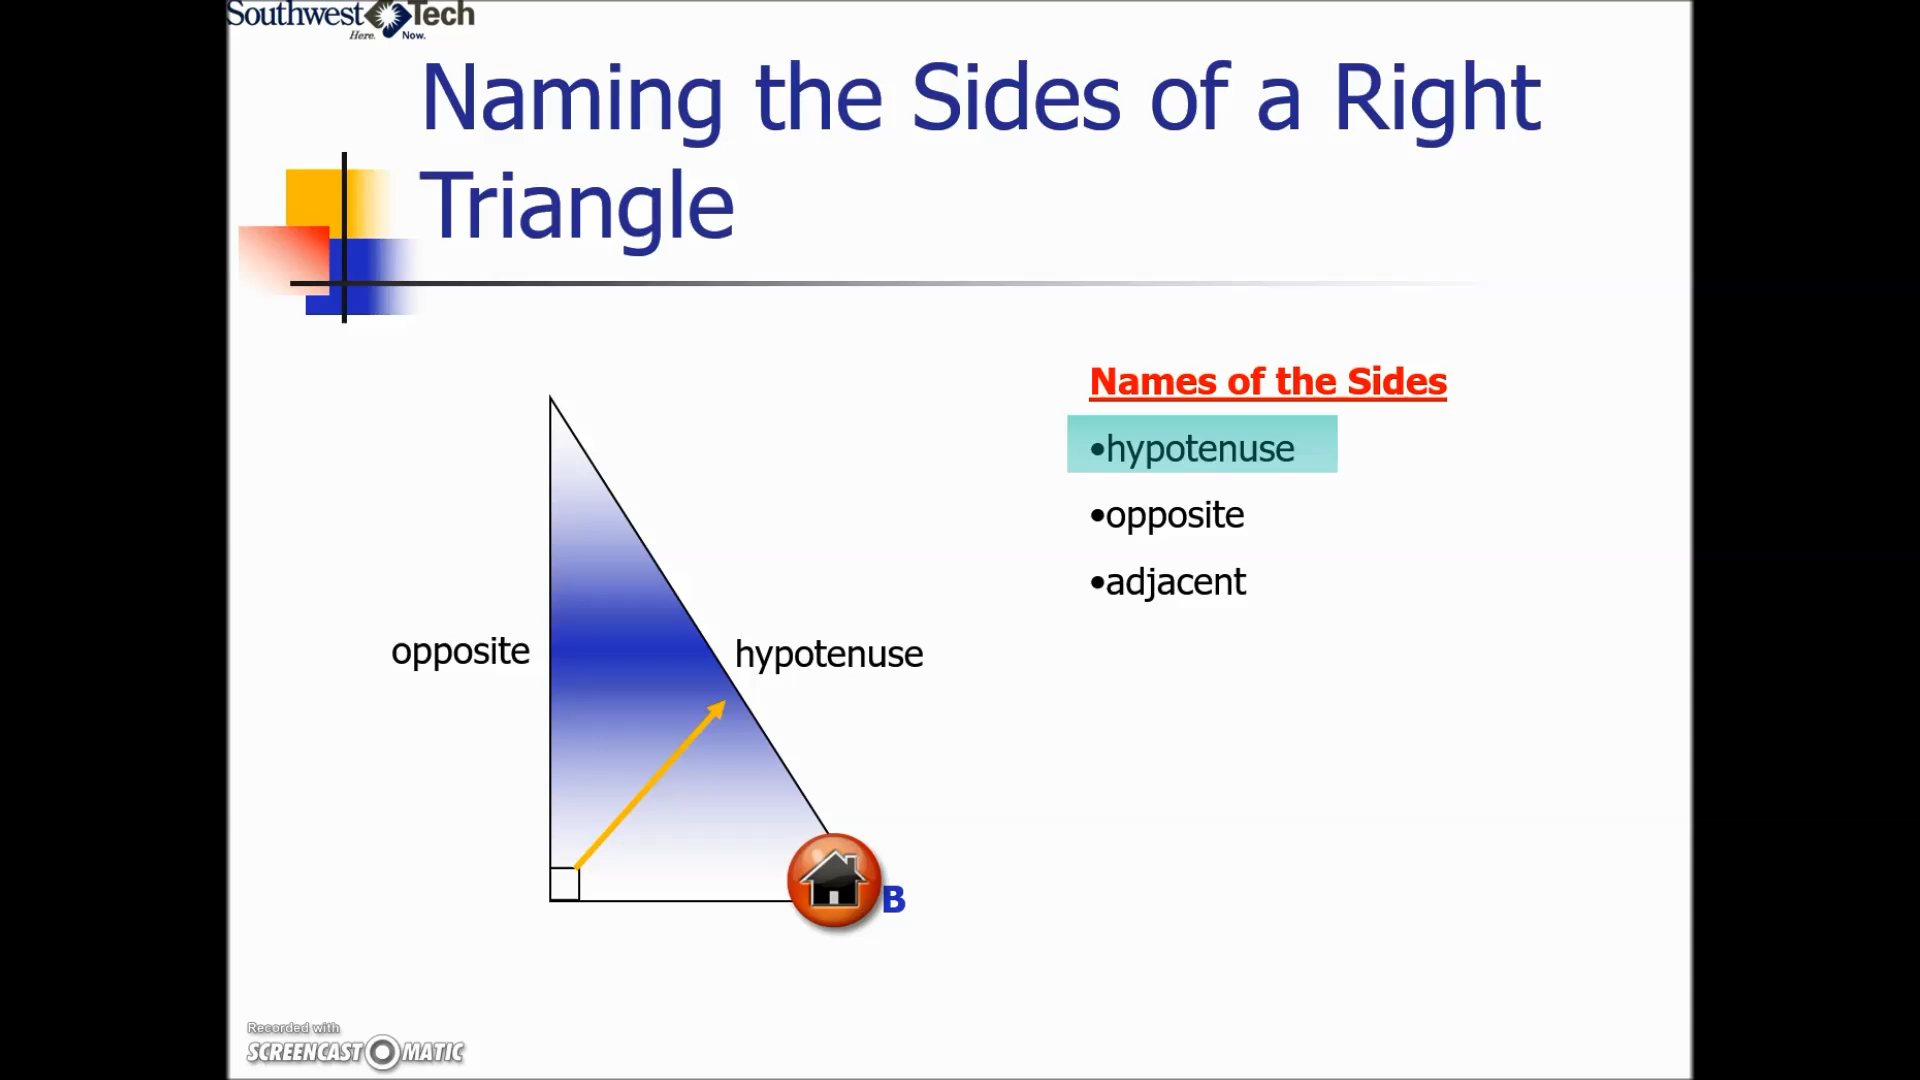 Southwest Tech
Here. Now.
Naming the Sides of a Right
Triangle
Names of the Sides
•hypotenuse
•opposite
•adjacent
opposite
hypotenuse
B
Recorded with
SCREENCAST MATIC